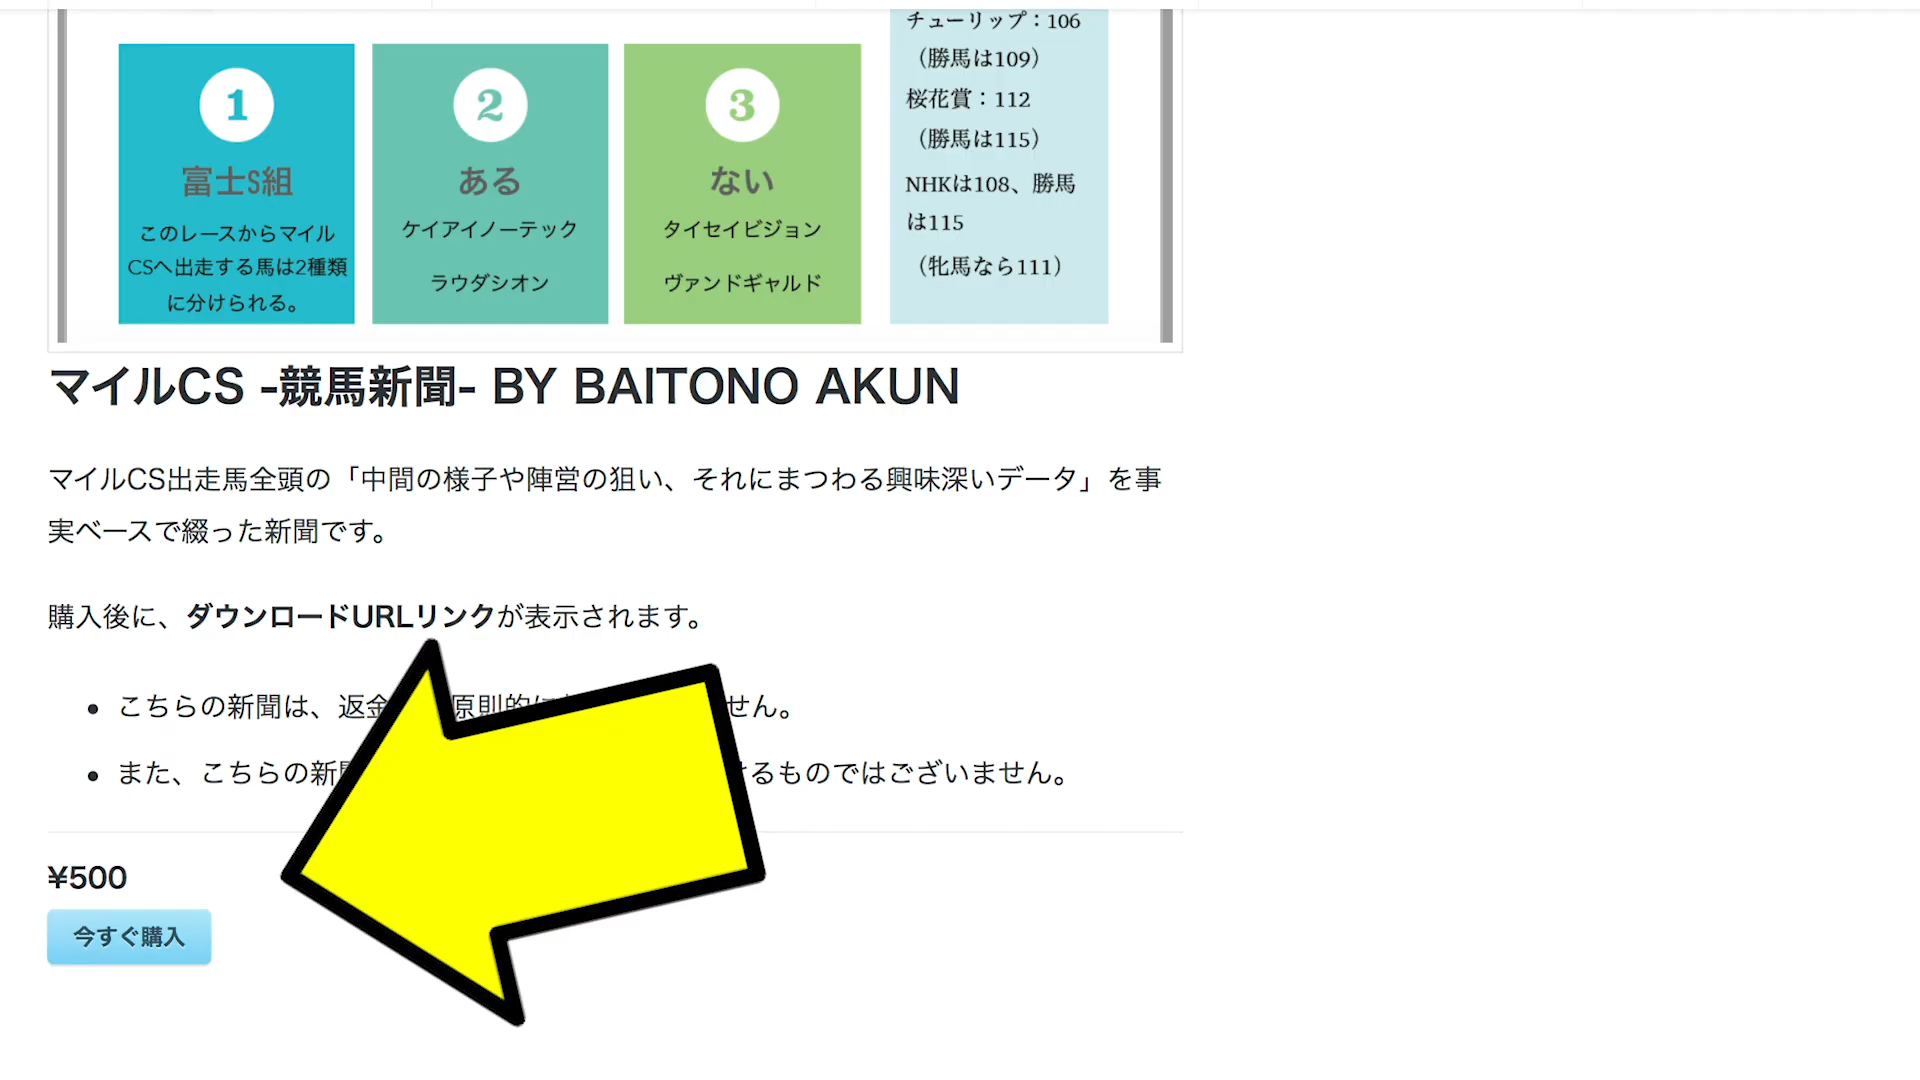 チューリップ：106
（勝馬は109）
桜花賞：112
（勝馬は115）
NHKは108、勝馬
は115
（牝馬なら111）
1
富士S組
このレースからマイル
CSへ出走する馬は2種類
に分けられる。
2
ある
ケイアイノーテック
ラウダシオン
3
ない
タイセイビジョン
ヴァンドギャルド
マイルCS -競馬新聞- BY BAITONO AKUN
マイルCS出走馬全頭の「中間の様子や陣営の狙い、それにまつわる興味深いデータ」を事
実ベースで綴った新聞です。
購入後に、ダウンロードURLリンクが表示されます。
こちらの新聞は、返金 原則的に せん。
また、こちらの新聞 るものではございません。
¥500
今すぐ購入